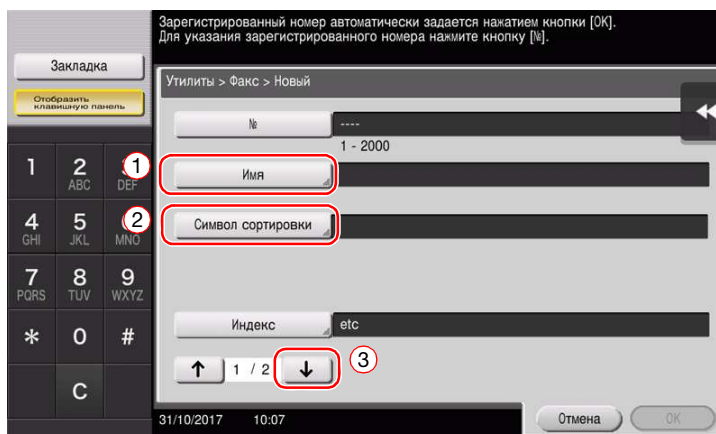 Зарегистрированный номер автоматически задается нажатием кнопки [OK].
Для указания зарегистрированного номера нажмите кнопку [№].
Закладка
Отобразить
клавишную панель
Утилиты > Факс > Новый
№ ----
1 - 2000
1
Имя
2
Символ сортировки
Индекс etc
↑ 1 / 2 ↓
3
1 2 ABC DEF
4 GHI 5 JKL MNO
7 PQRS 8 TUV 9 WXYZ
* 0 #
C
31/10/2017 10:07
Отмена OK